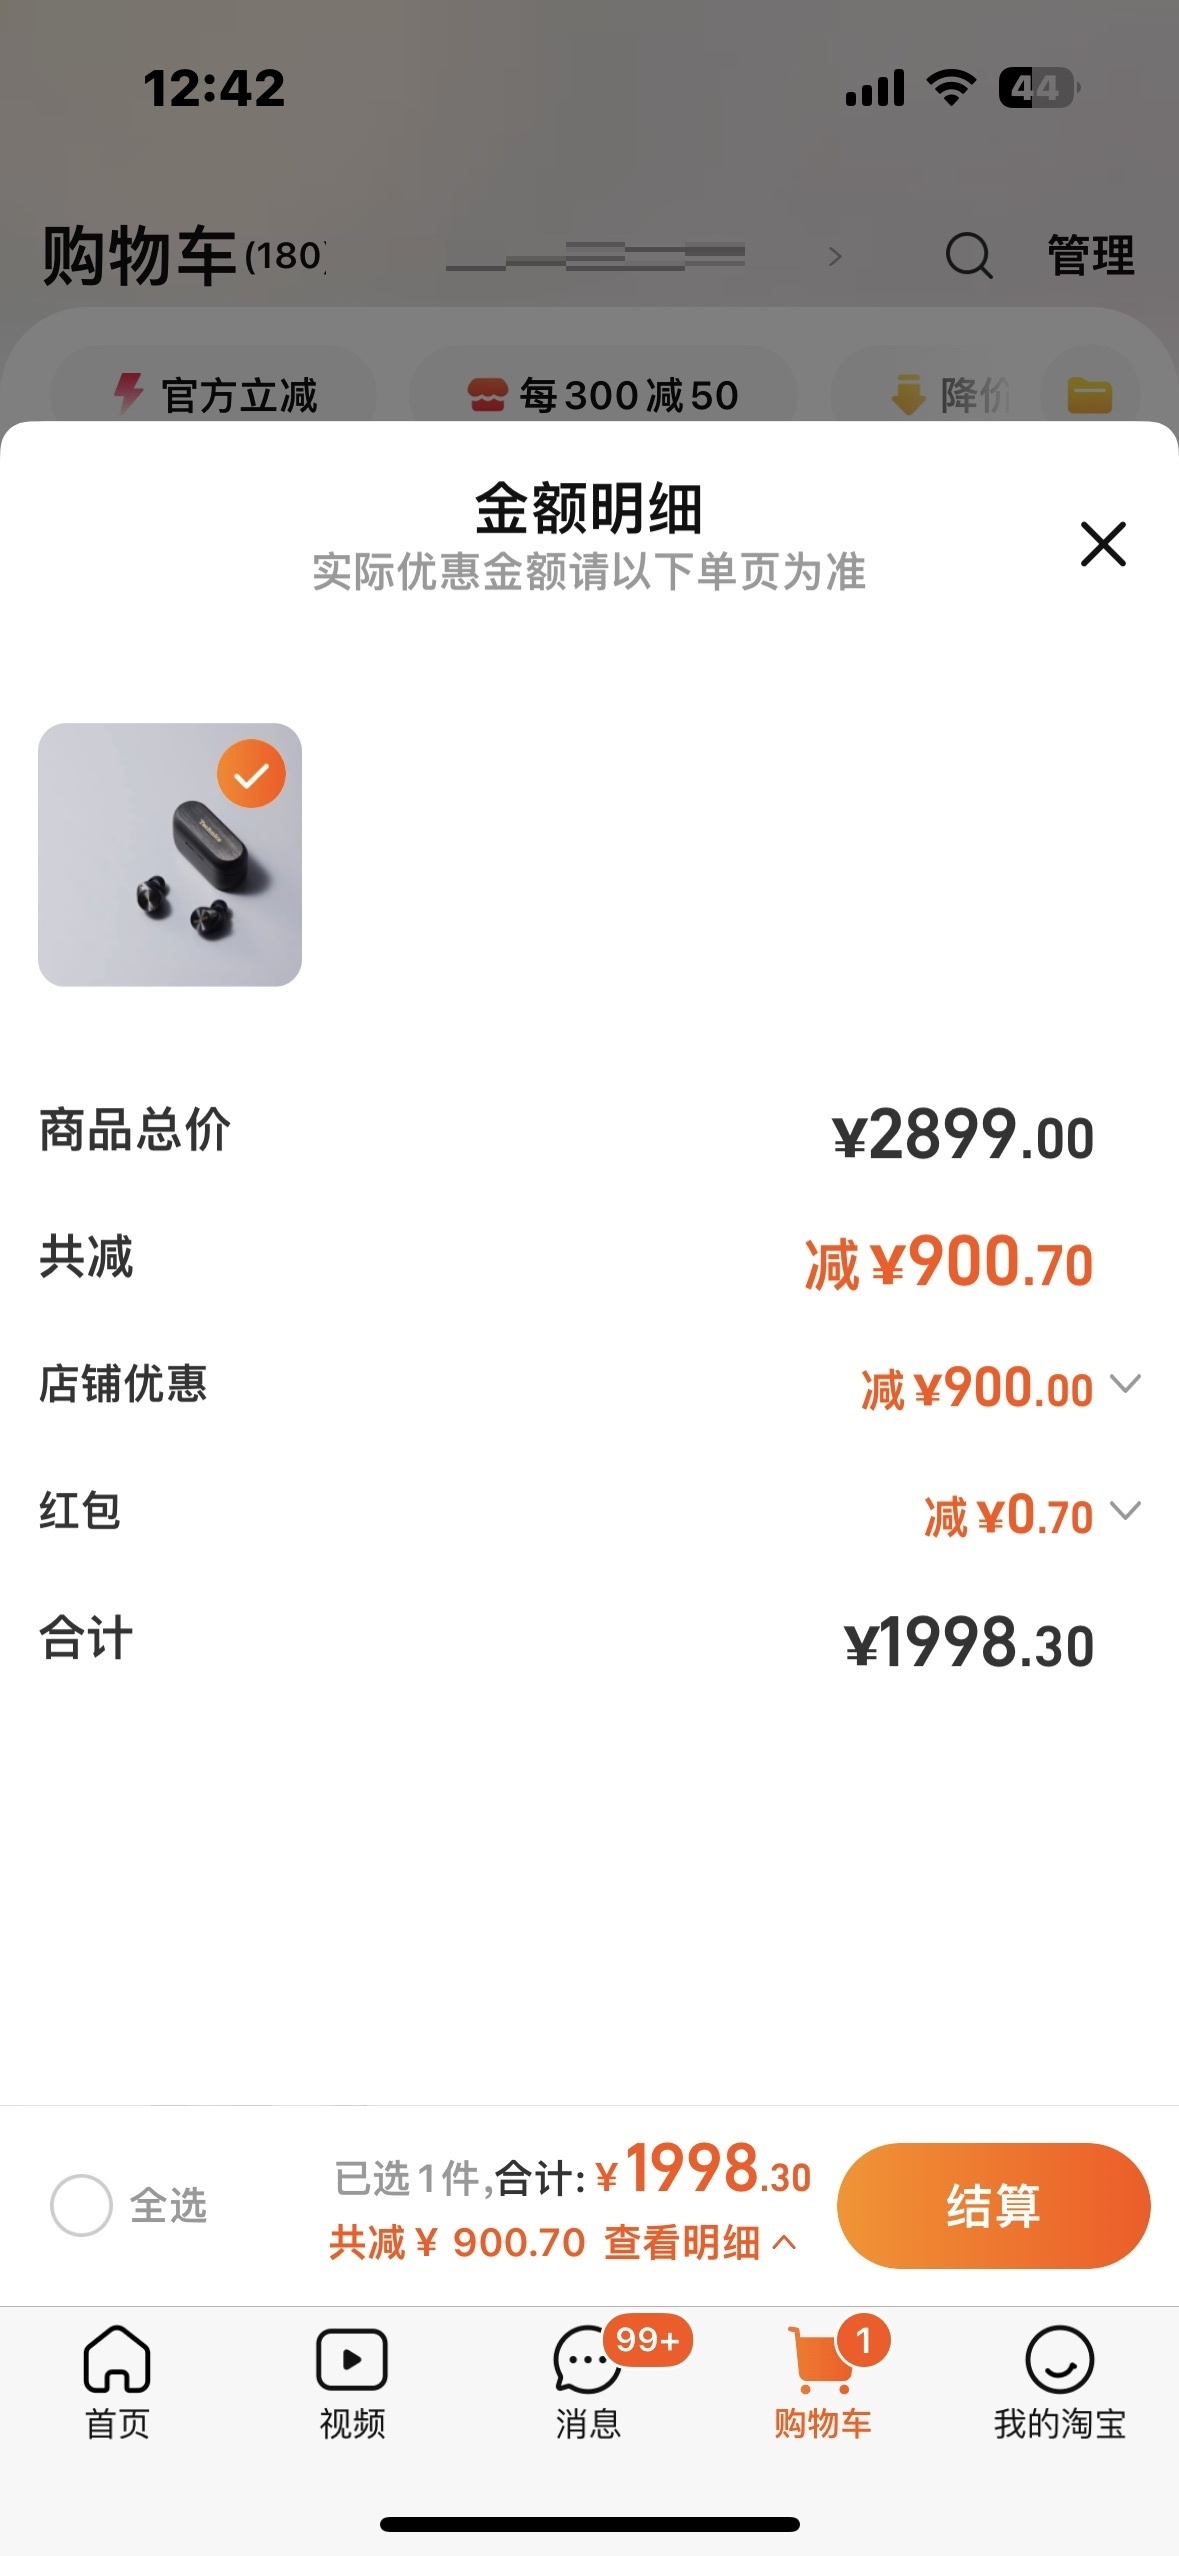 12:42
44
购物车(180)
管理
官方立减
每300减50
降价
金额明细
实际优惠金额请以下单页为准
Technics
商品总价 ¥2899.00
共减 减¥900.70
店铺优惠 减¥900.00
红包 减¥0.70
合计 ¥1998.30
全选
已选1件,合计:¥1998.30
共减¥ 900.70 查看明细
结算
99+
1
首页
视频
消息
购物车
我的淘宝